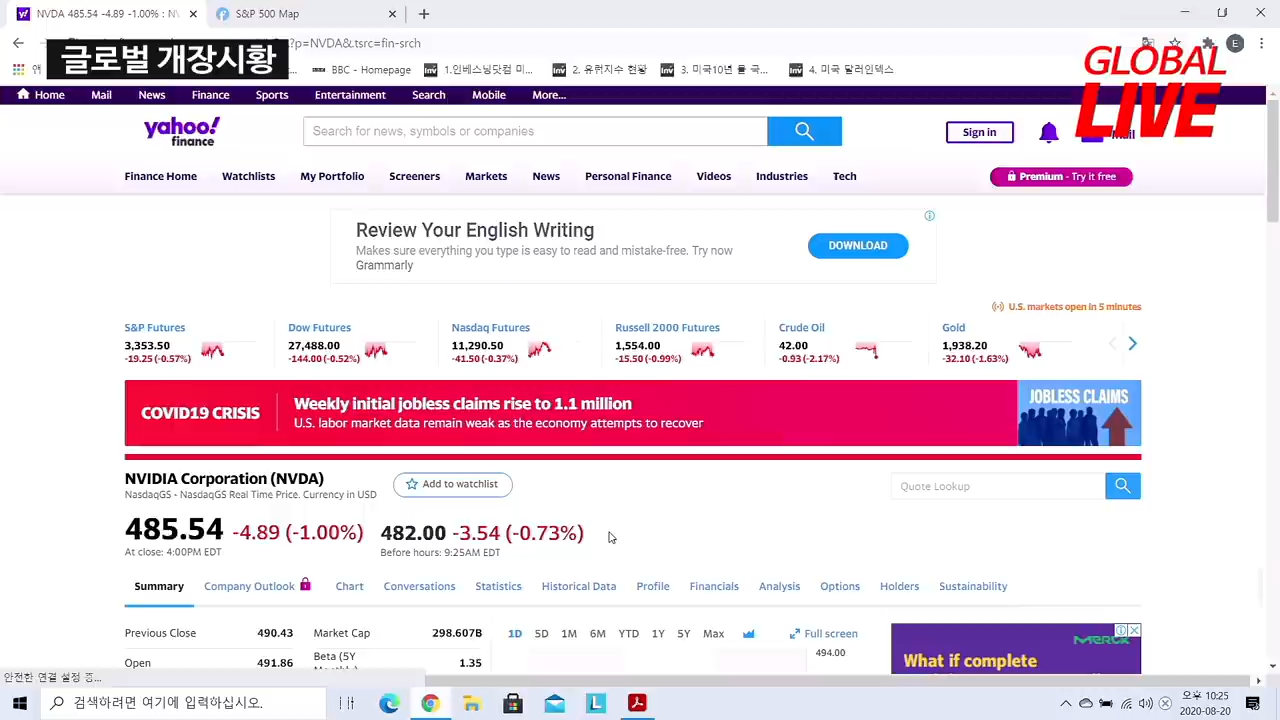 NVDA 485.54 -4.89 -1.00% : NV
S&P 500 Map
?p=NVDA&.tsrc=fin-srch
글로벌 개장시황
BBC - Homepage
1.인베스닝닷컴 미...
2. 유퀴지수 현황
3. 미국10년 율 국...
4. 미국 달러인덱스
GLOBAL
LIVE
Home Mail News Finance Sports Entertainment Search Mobile More...
yahoo!
finance
Search for news, symbols or companies
Sign in
Mail
Finance Home Watchlists My Portfolio Screeners Markets News Personal Finance Videos Industries Tech
Premium - Try it free
Review Your English Writing
Makes sure everything you type is easy to read and mistake-free. Try now
Grammarly
DOWNLOAD
U.S. markets open in 5 minutes
S&P Futures
3,353.50
-19.25 (-0.57%)
Dow Futures
27,488.00
-144.00 (-0.52%)
Nasdaq Futures
11,290.50
-41.50 (-0.37%)
Russell 2000 Futures
1,554.00
-15.50 (-0.99%)
Crude Oil
42.00
-0.93 (-2.17%)
Gold
1,938.20
-32.10 (-1.63%)
COVID19 CRISIS
Weekly initial jobless claims rise to 1.1 million
U.S. labor market data remain weak as the economy attempts to recover
JOBLESS CLAIMS
NVIDIA Corporation (NVDA)
NasdaqGS - NasdaqGS Real Time Price. Currency in USD
Add to watchlist
Quote Lookup
485.54 -4.89 (-1.00%)
At close: 4:00PM EDT
482.00 -3.54 (-0.73%)
Before hours: 9:25AM EDT
Summary Company Outlook Chart Conversations Statistics Historical Data Profile Financials Analysis Options Holders Sustainability
Previous Close 490.43
Market Cap 298.607B
1D 5D 1M 6M YTD 1Y 5Y Max
Full screen
Open 491.86
Beta (5Y
1.35
494.00
MERCK
What if complete
안전한 연결 설정 중...
검색하려면 여기에 입력하십시오.
오후 10:25
2020-08-20